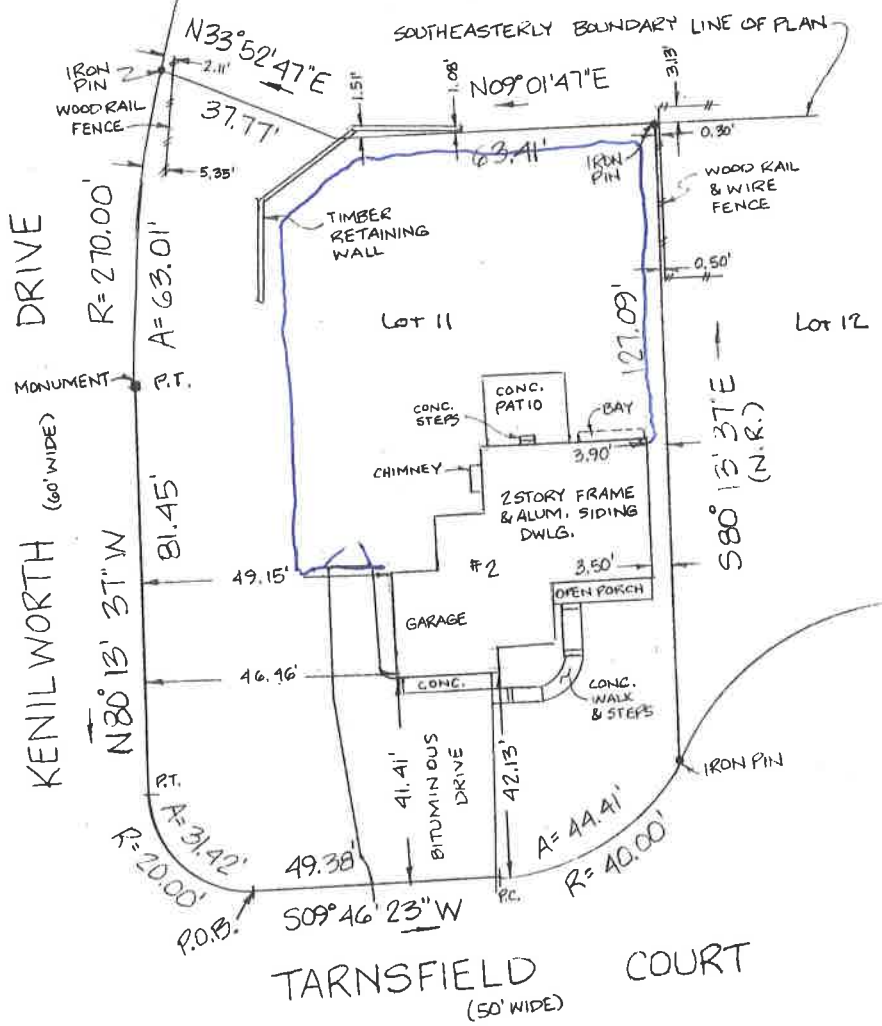 SOUTHEASTERLY BOUNDARY LINE OF PLAN
N33°52'47"E
IRON
PIN
2.11'
WOOD RAIL
FENCE
37.77'
5.35'
1.51'
1.08'
N09°01'47"E
3.13'
63.41'
0.30'
IRON
PIN
WOOD RAIL
& WIRE
FENCE
TIMBER
RETAINING
WALL
0.50'
DRIVE
R=270.00'
A=63.01'
LOT 11
127.09'
LOT 12
MONUMENT
P.T.
CONC.
PATIO
CONC.
STEPS
BAY
3.90'
CHIMNEY
2 STORY FRAME
& ALUM. SIDING
DWLG.
#2
S80°13'37"E
(N.R.)
KENILWORTH (60' WIDE)
N80°13'37"W
81.45'
49.15'
3.50'
OPEN PORCH
GARAGE
46.96'
CONC.
CONC.
WALK
& STEPS
41.41'
BITUMINOUS
DRIVE
42.13'
IRON PIN
P.T.
A=31.42'
R=20.00'
49.38'
A=44.41'
R=40.00'
P.C.
P.O.B.
S09°46'23"W
TARNSFIELD COURT
(50' WIDE)